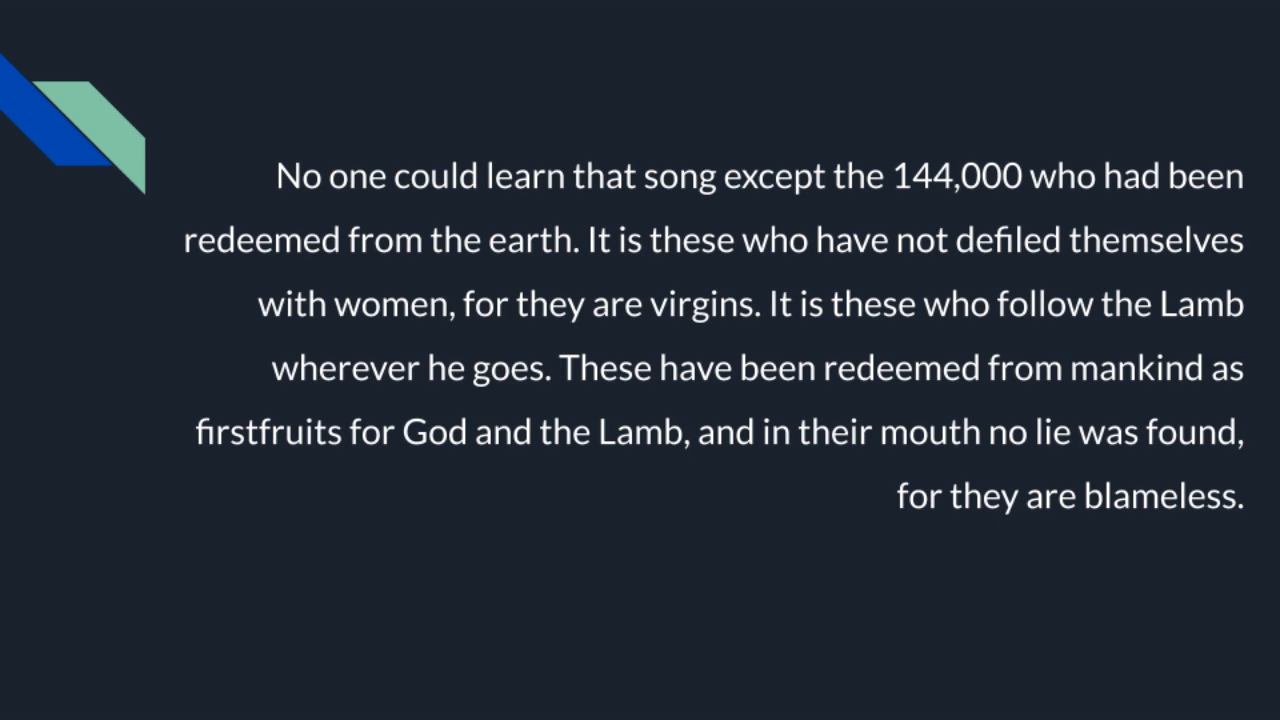 No one could learn that song except the 144,000 who had been
redeemed from the earth. It is these who have not defiled themselves
with women, for they are virgins. It is these who follow the Lamb
wherever he goes. These have been redeemed from mankind as
firstfruits for God and the Lamb, and in their mouth no lie was found,
for they are blameless.